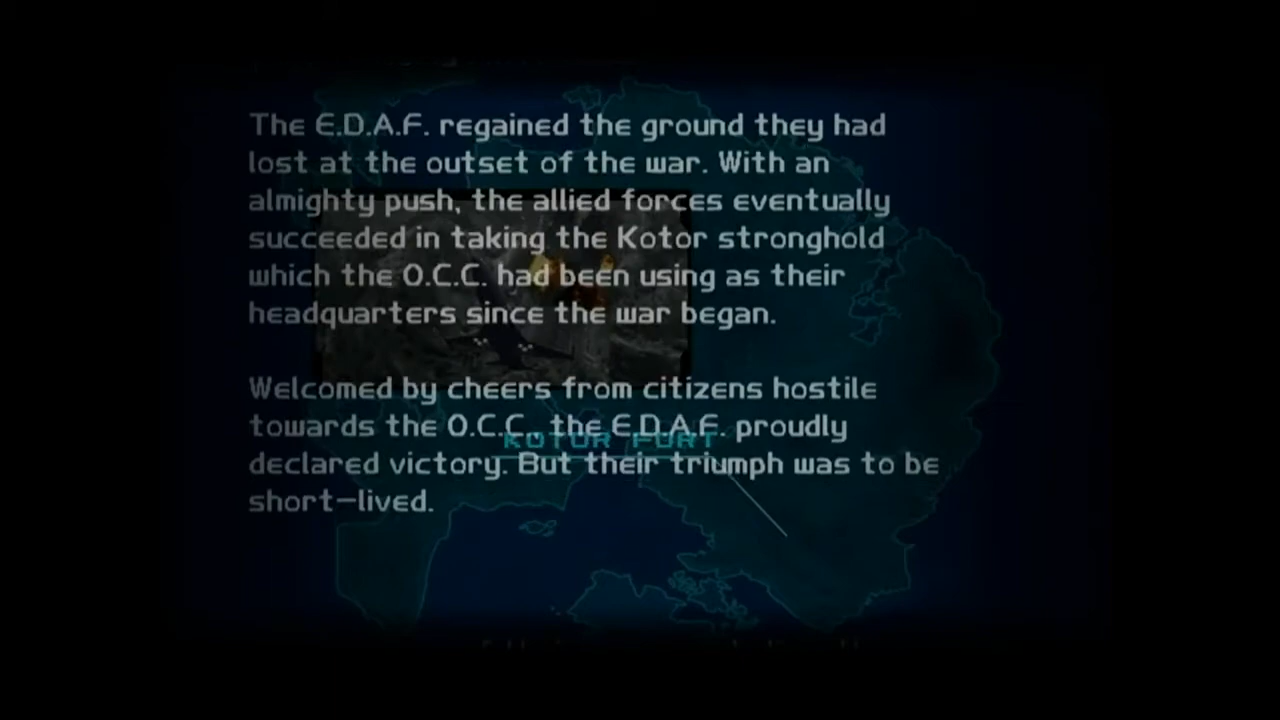 The E.D.A.F. regained the ground they had
lost at the outset of the war. With an
almighty push, the allied forces eventually
succeeded in taking the Kotor stronghold
which the O.C.C. had been using as their
headquarters since the war began.
Welcomed by cheers from citizens hostile
towards the O.C.C., the E.D.A.F. proudly
KOTOR FORT
declared victory. But their triumph was to be
short-lived.